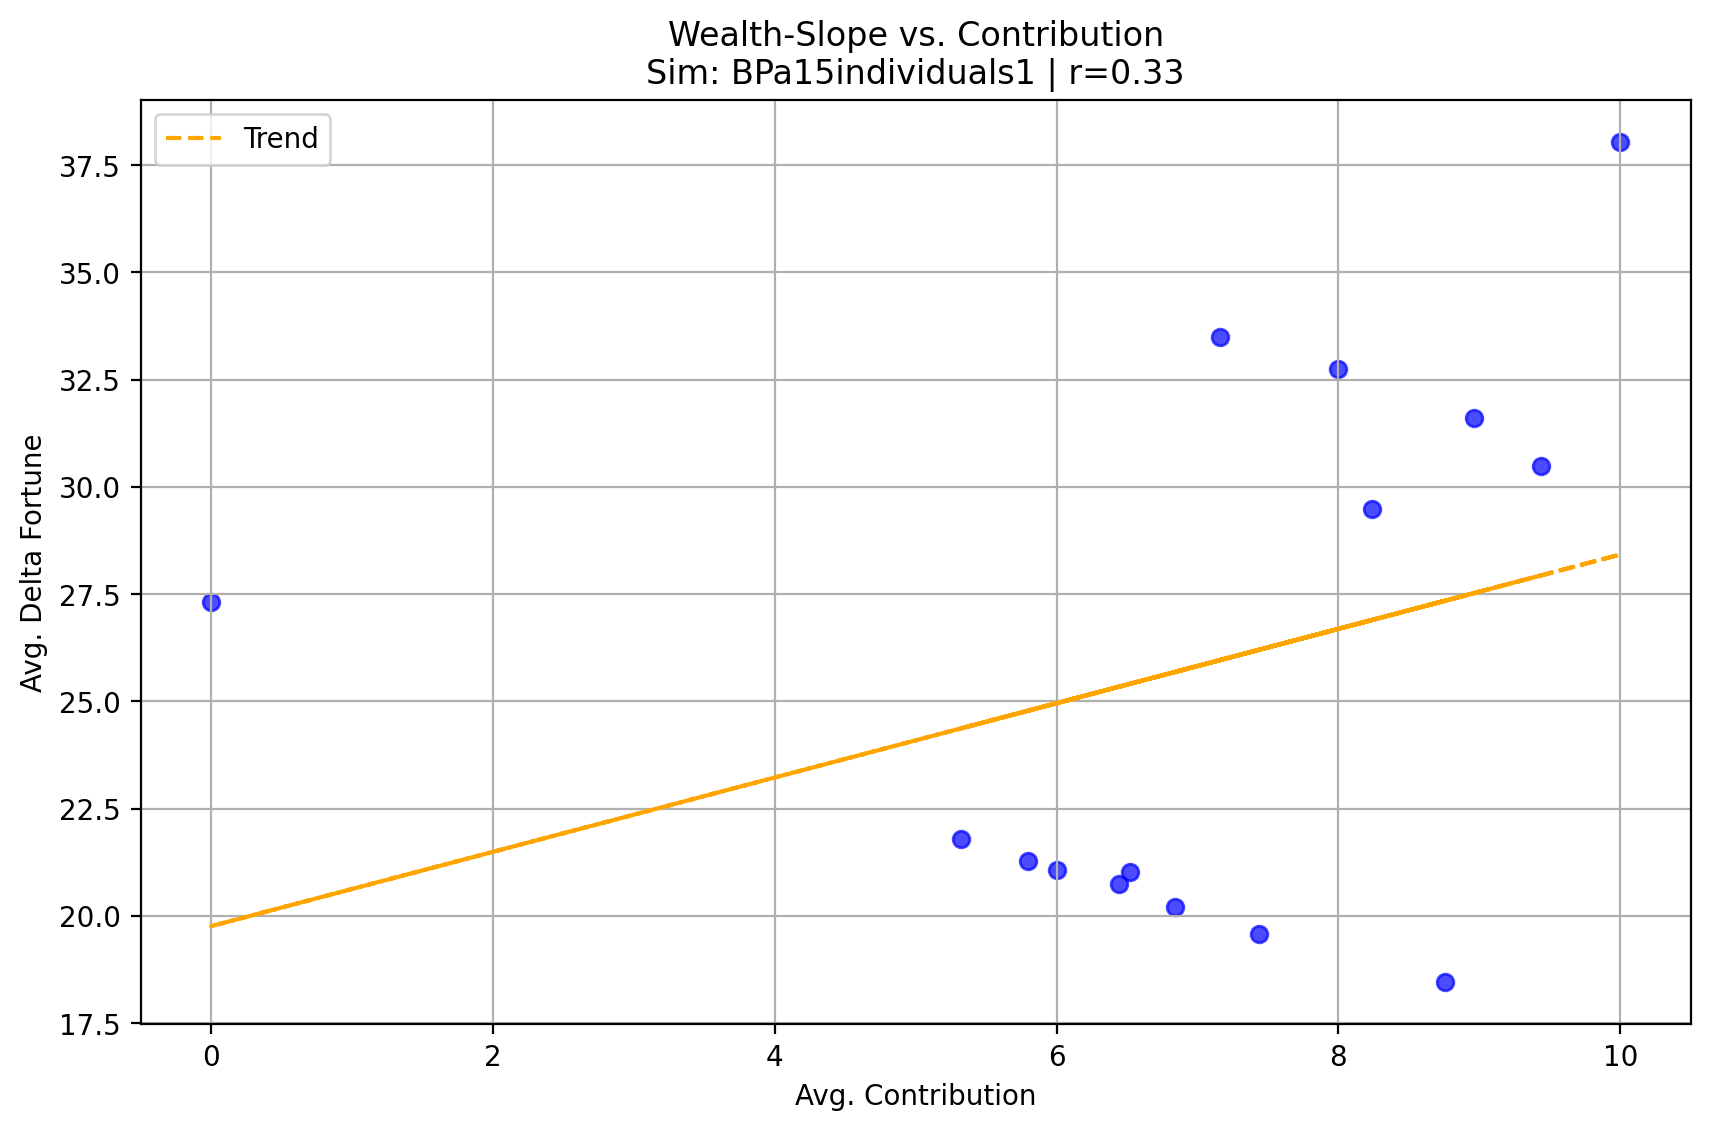 Wealth-Slope vs. Contribution
Sim: BPa15individuals1 | r=0.33
Trend
37.5
35.0
32.5
30.0
27.5
25.0
22.5
20.0
17.5
Avg. Delta Fortune
0 2 4 6 8 10
Avg. Contribution